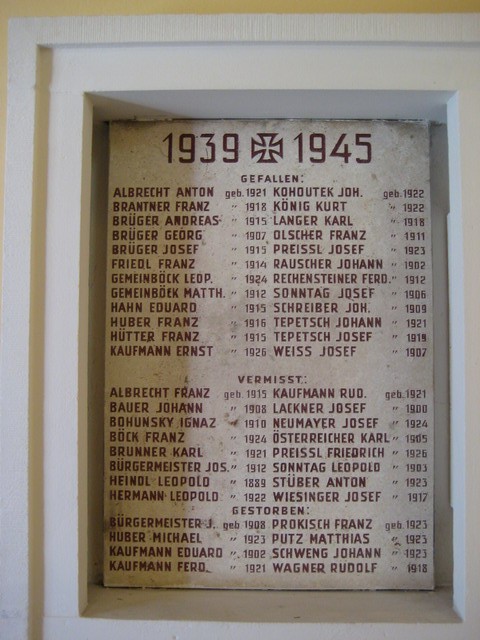 1939 1945
GEFALLEN:
ALBRECHT ANTON geb. 1921 KOHOUTEK JOH. geb. 1922
BRANTNER FRANZ " 1918 KÖNIG KURT " 1922
BRÜGER ANDREAS " 1915 LANGER KARL " 1918
BRÜGER GEORG " 1907 OLSCHER FRANZ " 1911
BRÜGER JOSEF " 1915 PREISSL JOSEF " 1923
FRIEDL FRANZ " 1914 RAUSCHER JOHANN " 1902
GEMEINBÖCK LEOP. " 1924 RECHENSTEINER FERD. " 1912
GEMEINBÖCK MATTH. " 1912 SONNTAG JOSEF " 1906
HAHN EDUARD " 1915 SCHREIBER JOH. " 1909
HUBER FRANZ " 1916 TEPETSCH JOHANN " 1921
HÜTTER FRANZ " 1915 TEPETSCH JOSEF " 1919
KAUFMANN ERNST " 1926 WEISS JOSEF " 1907
VERMISST:
ALBRECHT FRANZ geb. 1915 KAUFMANN RUD. geb. 1921
BAUER JOHANN " 1908 LACKNER JOSEF " 1900
BOHUNSKY IGNAZ " 1910 NEUMAYER JOSEF " 1924
BÖCK FRANZ " 1924 ÖSTERREICHER KARL " 1905
BRUNNER KARL " 1921 PREISSL FRIEDRICH " 1926
BÜRGERMEISTER JOS. " 1912 SONNTAG LEOPOLD " 1903
HEINDL LEOPOLD " 1889 STÜBER ANTON " 1923
HERMANN LEOPOLD " 1922 WIESINGER JOSEF " 1917
GESTORBEN:
BÜRGERMEISTER J. geb. 1908 PROKISCH FRANZ geb. 1923
HUBER MICHAEL " 1923 PUTZ MATTHIAS " 1923
KAUFMANN EDUARD " 1902 SCHWENG JOHANN " 1923
KAUFMANN FERD. " 1921 WAGNER RUDOLF " 1918